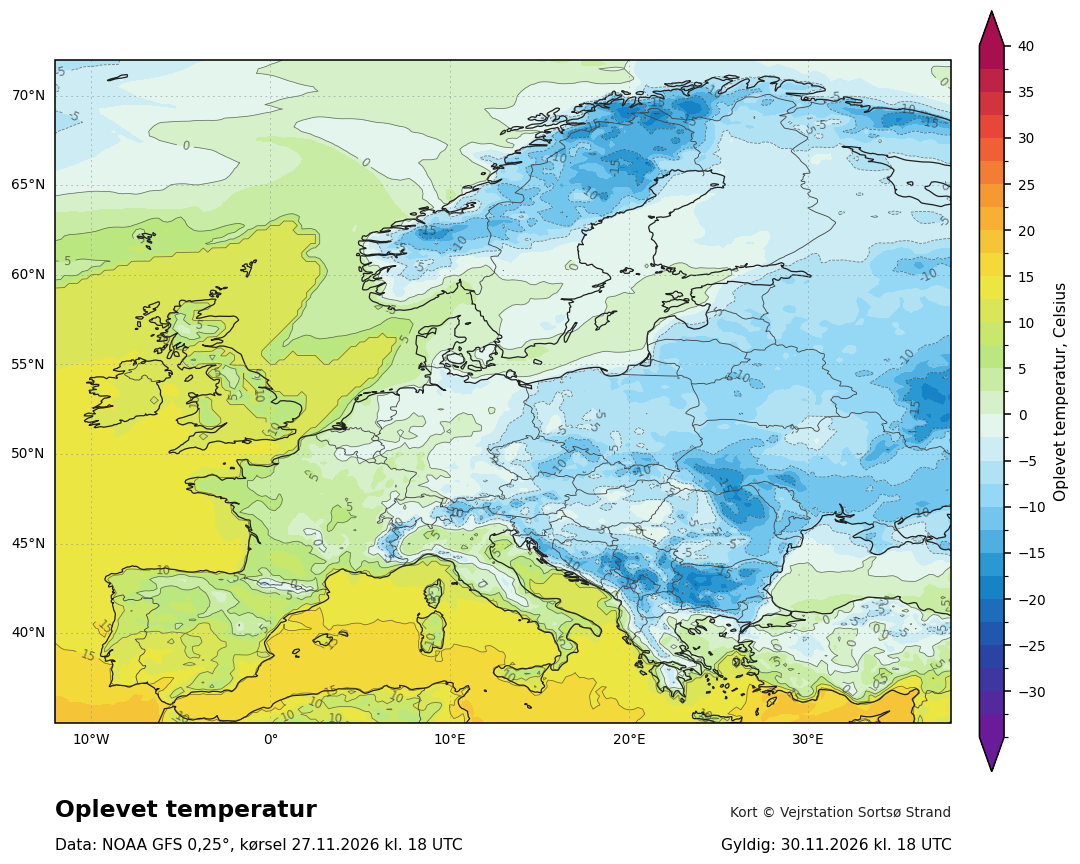 40
35
30
25
20
15
10
5
0
−5
−10
−15
−20
−25
−30
Oplevet temperatur, Celsius
70°N
65°N
60°N
55°N
50°N
45°N
40°N
10°W 0° 10°E 20°E 30°E
Oplevet temperatur
Kort © Vejrstation Sortsø Strand
Data: NOAA GFS 0,25°, kørsel 27.11.2026 kl. 18 UTC
Gyldig: 30.11.2026 kl. 18 UTC